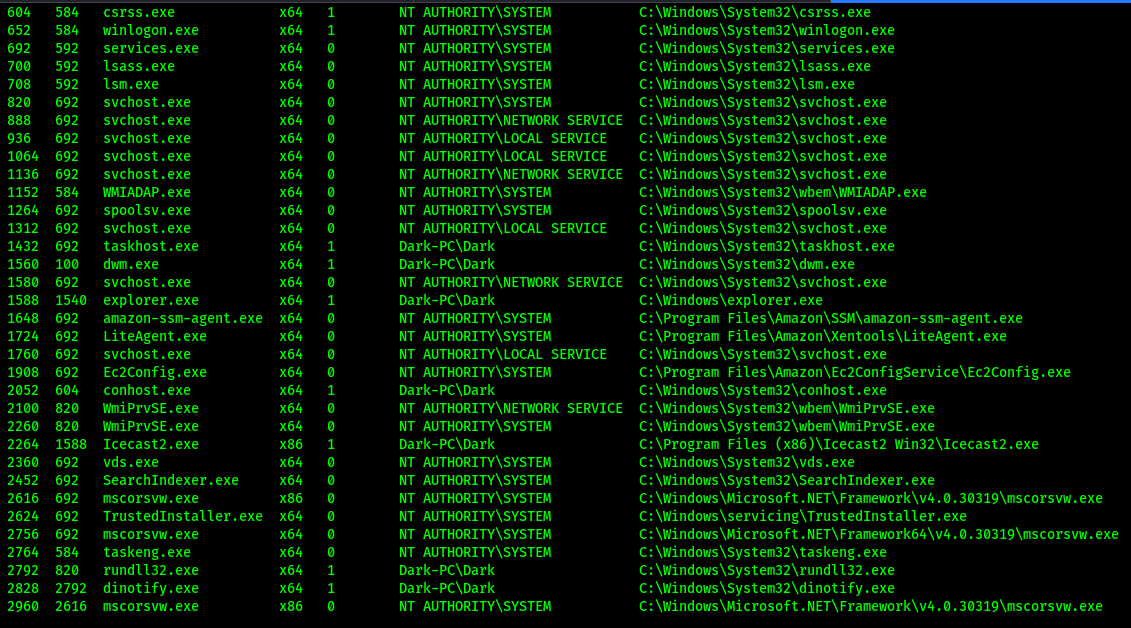 604 584 csrss.exe x64 1 NT AUTHORITY\SYSTEM C:\Windows\System32\csrss.exe
652 584 winlogon.exe x64 1 NT AUTHORITY\SYSTEM C:\Windows\System32\winlogon.exe
692 592 services.exe x64 0 NT AUTHORITY\SYSTEM C:\Windows\System32\services.exe
700 592 lsass.exe x64 0 NT AUTHORITY\SYSTEM C:\Windows\System32\lsass.exe
708 592 lsm.exe x64 0 NT AUTHORITY\SYSTEM C:\Windows\System32\lsm.exe
820 692 svchost.exe x64 0 NT AUTHORITY\SYSTEM C:\Windows\System32\svchost.exe
888 692 svchost.exe x64 0 NT AUTHORITY\NETWORK SERVICE C:\Windows\System32\svchost.exe
936 692 svchost.exe x64 0 NT AUTHORITY\LOCAL SERVICE C:\Windows\System32\svchost.exe
1064 692 svchost.exe x64 0 NT AUTHORITY\LOCAL SERVICE C:\Windows\System32\svchost.exe
1136 692 svchost.exe x64 0 NT AUTHORITY\NETWORK SERVICE C:\Windows\System32\svchost.exe
1152 584 WMIADAP.exe x64 0 NT AUTHORITY\SYSTEM C:\Windows\System32\wbem\WMIADAP.exe
1264 692 spoolsv.exe x64 0 NT AUTHORITY\SYSTEM C:\Windows\System32\spoolsv.exe
1312 692 svchost.exe x64 0 NT AUTHORITY\LOCAL SERVICE C:\Windows\System32\svchost.exe
1432 692 taskhost.exe x64 1 Dark-PC\Dark C:\Windows\System32\taskhost.exe
1560 100 dwm.exe x64 1 Dark-PC\Dark C:\Windows\System32\dwm.exe
1580 692 svchost.exe x64 0 NT AUTHORITY\NETWORK SERVICE C:\Windows\System32\svchost.exe
1588 1540 explorer.exe x64 1 Dark-PC\Dark C:\Windows\explorer.exe
1648 692 amazon-ssm-agent.exe x64 0 NT AUTHORITY\SYSTEM C:\Program Files\Amazon\SSM\amazon-ssm-agent.exe
1724 692 LiteAgent.exe x64 0 NT AUTHORITY\SYSTEM C:\Program Files\Amazon\Xentools\LiteAgent.exe
1760 692 svchost.exe x64 0 NT AUTHORITY\LOCAL SERVICE C:\Windows\System32\svchost.exe
1908 692 Ec2Config.exe x64 0 NT AUTHORITY\SYSTEM C:\Program Files\Amazon\Ec2ConfigService\Ec2Config.exe
2052 604 conhost.exe x64 1 Dark-PC\Dark C:\Windows\System32\conhost.exe
2100 820 WmiPrvSE.exe x64 0 NT AUTHORITY\NETWORK SERVICE C:\Windows\System32\wbem\WmiPrvSE.exe
2260 820 WmiPrvSE.exe x64 0 NT AUTHORITY\SYSTEM C:\Windows\System32\wbem\WmiPrvSE.exe
2264 1588 Icecast2.exe x86 1 Dark-PC\Dark C:\Program Files (x86)\Icecast2 Win32\Icecast2.exe
2360 692 vds.exe x64 0 NT AUTHORITY\SYSTEM C:\Windows\System32\vds.exe
2452 692 SearchIndexer.exe x64 0 NT AUTHORITY\SYSTEM C:\Windows\System32\SearchIndexer.exe
2616 692 mscorsvw.exe x86 0 NT AUTHORITY\SYSTEM C:\Windows\Microsoft.NET\Framework\v4.0.30319\mscorsvw.exe
2624 692 TrustedInstaller.exe x64 0 NT AUTHORITY\SYSTEM C:\Windows\servicing\TrustedInstaller.exe
2756 692 mscorsvw.exe x64 0 NT AUTHORITY\SYSTEM C:\Windows\Microsoft.NET\Framework64\v4.0.30319\mscorsvw.exe
2764 584 taskeng.exe x64 0 NT AUTHORITY\SYSTEM C:\Windows\System32\taskeng.exe
2792 820 rundll32.exe x64 1 Dark-PC\Dark C:\Windows\System32\rundll32.exe
2828 2792 dinotify.exe x64 1 Dark-PC\Dark C:\Windows\System32\dinotify.exe
2960 2616 mscorsvw.exe x86 0 NT AUTHORITY\SYSTEM C:\Windows\Microsoft.NET\Framework\v4.0.30319\mscorsvw.exe